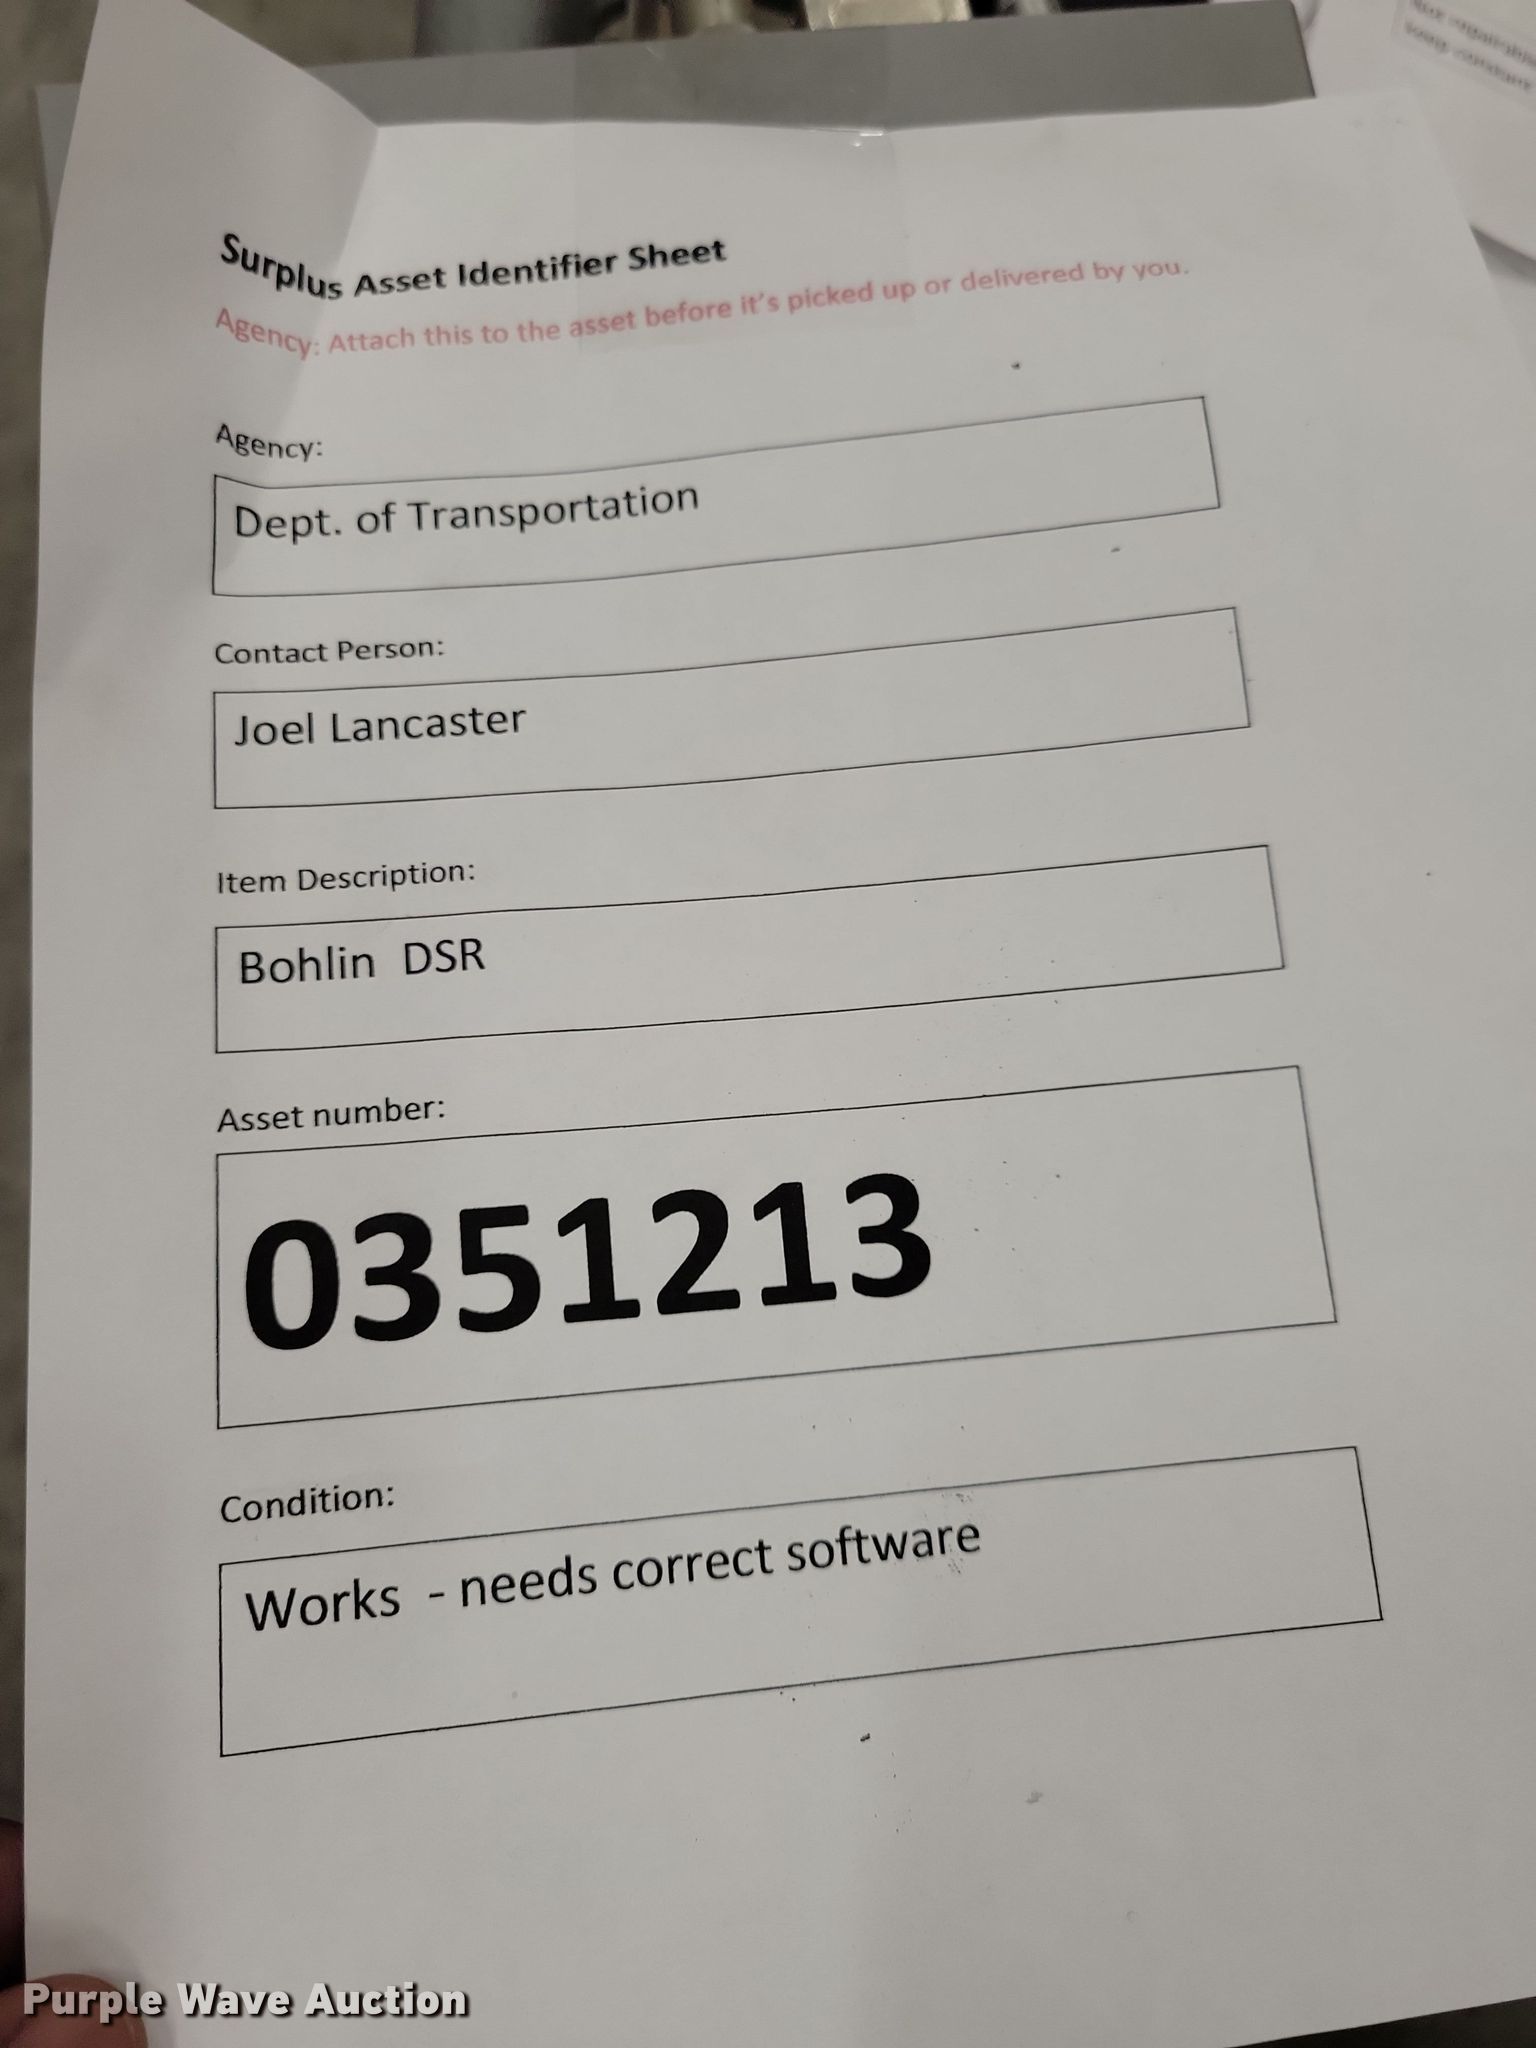 Surplus Asset Identifier Sheet
Agency: Attach this to the asset before it's picked up or delivered by you.
Agency:
Dept. of Transportation
Contact Person:
Joel Lancaster
Item Description:
Bohlin DSR
Asset number:
0351213
Condition:
Works - needs correct software
Purple Wave Auction